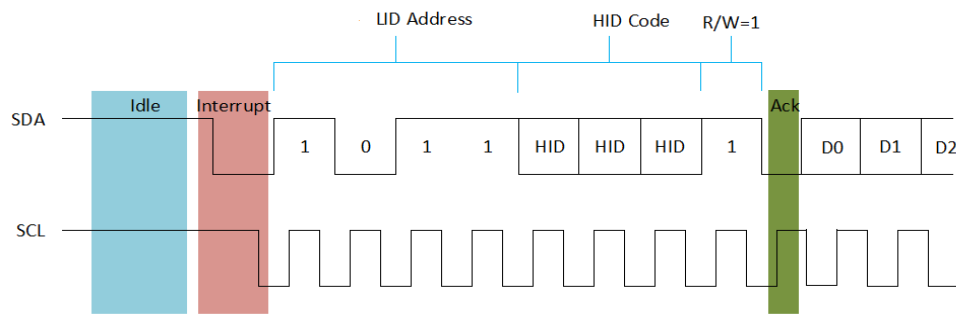 LID Address HID Code R/W=1
Idle Interrupt Ack
SDA
1 0 1 1 HID HID HID 1 D0 D1 D2
SCL